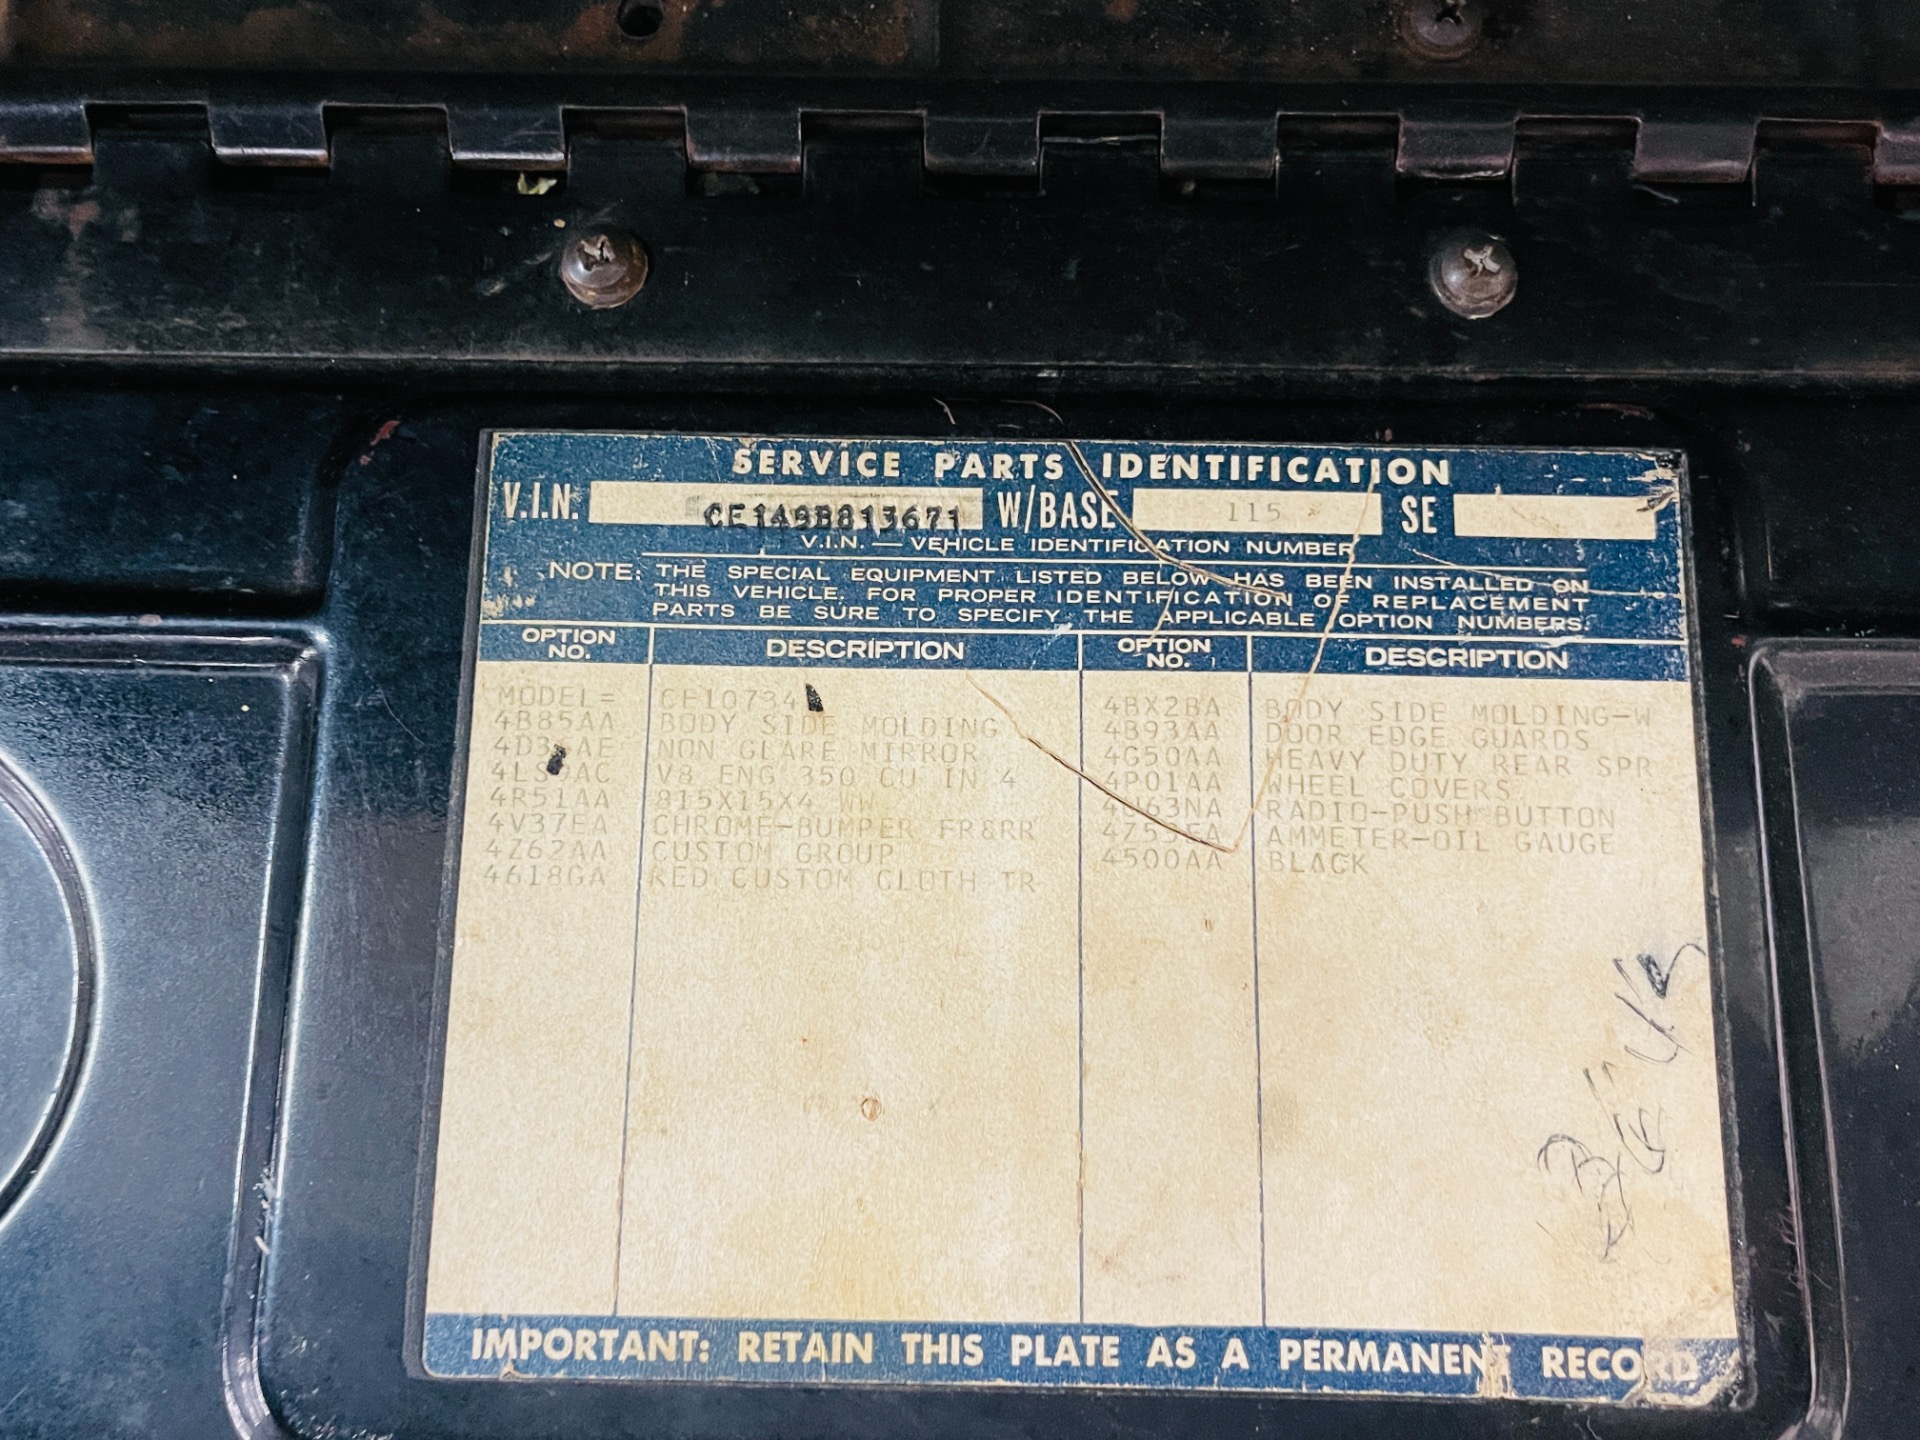 SERVICE PARTS IDENTIFICATION
V.I.N. CE149B813671 W/BASE 115 SE
V.I.N. — VEHICLE IDENTIFICATION NUMBER
NOTE: THE SPECIAL EQUIPMENT LISTED BELOW HAS BEEN INSTALLED ON
THIS VEHICLE. FOR PROPER IDENTIFICATION OF REPLACEMENT
PARTS BE SURE TO SPECIFY THE APPLICABLE OPTION NUMBERS.
OPTION NO. DESCRIPTION OPTION NO. DESCRIPTION
MODEL= CE10734 4BX2BA BODY SIDE MOLDING-W
4B85AA BODY SIDE MOLDING 4B93AA DOOR EDGE GUARDS
NON GLARE MIRROR 4G50AA HEAVY DUTY REAR SPR
V8 ENG 350 CU IN 4 4P01AA WHEEL COVERS
4R51AA 815X15X4 WW 4U63NA RADIO-PUSH BUTTON
4V37EA CHROME-BUMPER FR&RR AMMETER-OIL GAUGE
4Z62AA CUSTOM GROUP 4500AA BLACK
4618GA RED CUSTOM CLOTH TR
IMPORTANT: RETAIN THIS PLATE AS A PERMANENT RECORD